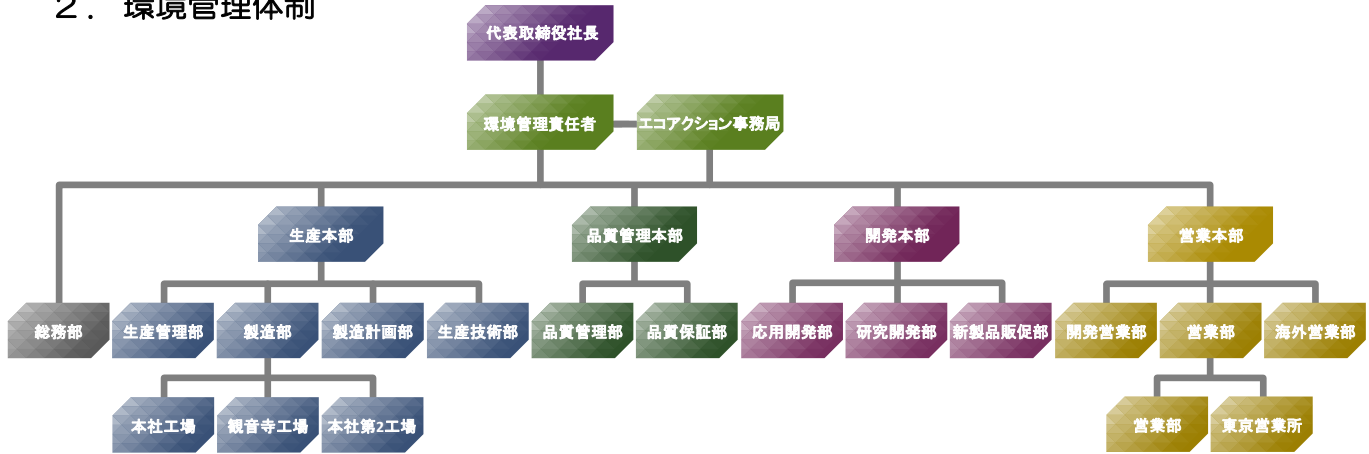 ２．環境管理体制
代表取締役社長
環境管理責任者
エコアクション事務局
生産本部
品質管理本部
開発本部
営業本部
総務部
生産管理部
製造部
製造計画部
生産技術部
品質管理部
品質保証部
応用開発部
研究開発部
新製品販促部
開発営業部
営業部
海外営業部
本社工場
観音寺工場
本社第2工場
営業部
東京営業所